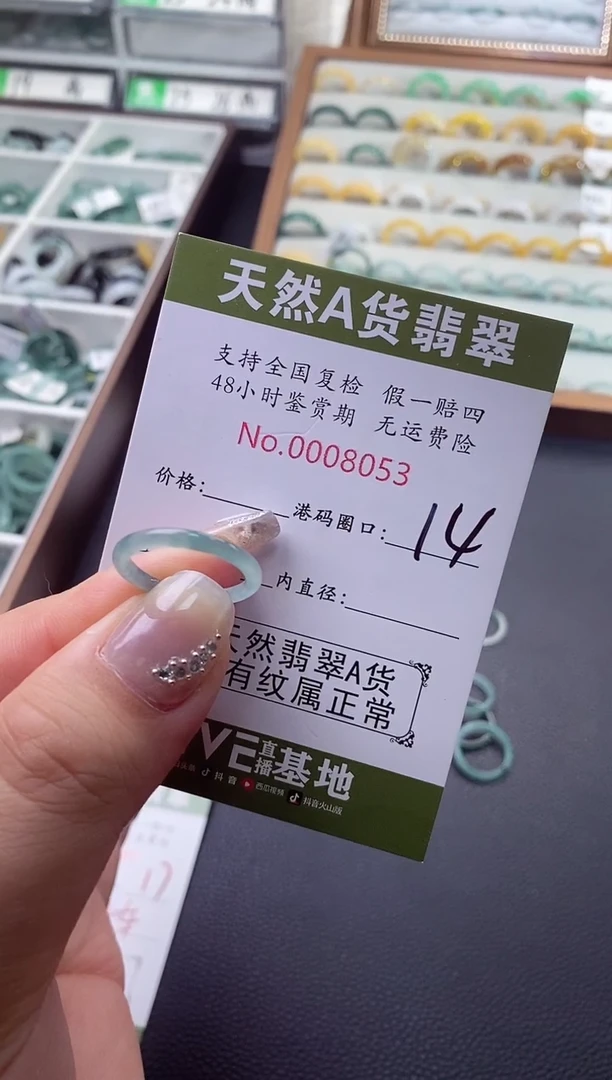 天然A货翡翠
支持全国复检 假一赔四
48小时鉴赏期 无运费险
No.0008053
价格: 港码圈口: 14
内直径:
天然翡翠A货
有纹属正常
VE直播基地
抖音 西瓜视频 抖音火山版
17